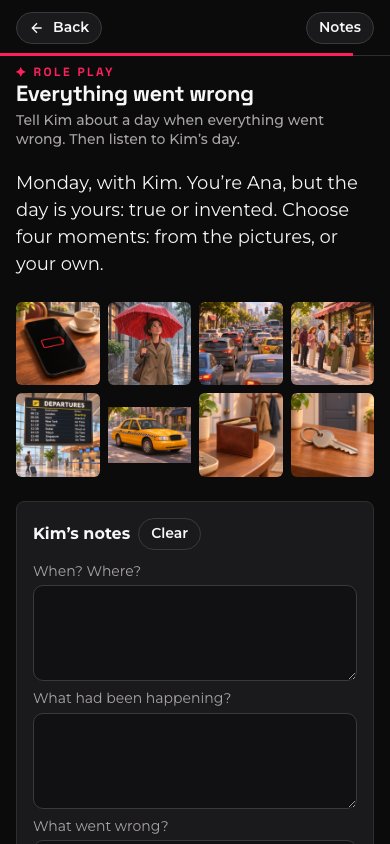 Back
Notes
ROLE PLAY
Everything went wrong
Tell Kim about a day when everything went
wrong. Then listen to Kim’s day.
Monday, with Kim. You’re Ana, but the
day is yours: true or invented. Choose
four moments: from the pictures, or
your own.
DEPARTURES
Kim’s notes
Clear
When? Where?
What had been happening?
What went wrong?